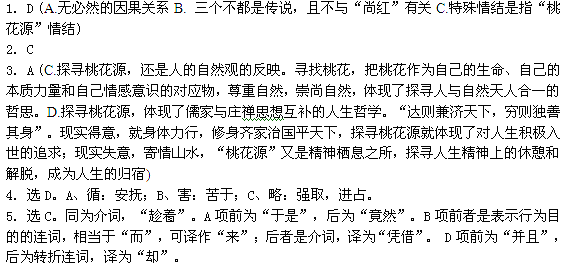 1. D(A.无必然的因果关系 B. 三个不都是传说，且不与“尚红”有关 C.特殊情结是指“桃
花源”情结)
2. C
3. A(C.探寻桃花源，还是人的自然观的反映。寻找桃花，把桃花作为自己的生命、自己的
本质力量和自己情感意识的对应物，尊重自然，崇尚自然，体现了探寻人与自然天人合一的
哲思。D.探寻桃花源，体现了儒家与庄禅思想互补的人生哲学。“达则兼济天下，穷则独善
其身”。现实得意，就身体力行，修身齐家治国平天下，探寻桃花源就体现了对人生积极入
世的追求；现实失意，寄情山水，“桃花源”又是精神栖息之所，探寻人生精神上的休憩和
解脱，成为人生的归宿)
4. 选D。A、循：安抚；B、害：苦于；C、略：强取，进占。
5. 选C。同为介词，“趁着”。A项前为“于是”，后为“竟然”。B项前者是表示行为目
的的连词，相当于“而”，可译作“来”；后者是介词，译为“凭借”。 D项前为“并且”，
后为转折连词，译为“却”。